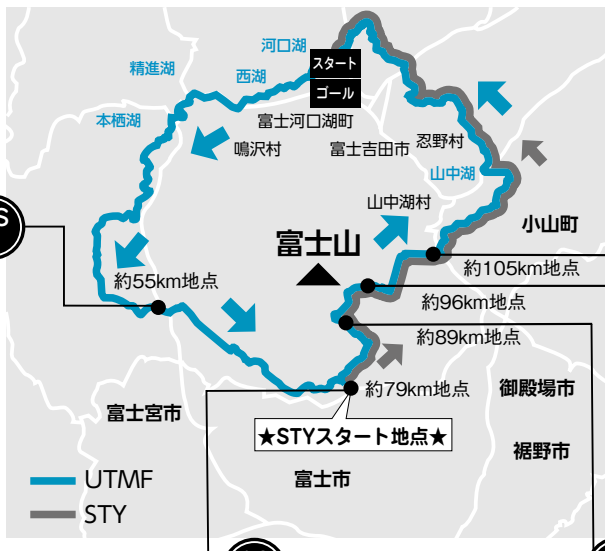 河口湖
スタート
ゴール
精進湖
西湖
本栖湖
富士河口湖町
鳴沢村
富士吉田市
忍野村
山中湖
山中湖村
小山町
S
富士山
約105km地点
約55km地点
約96km地点
約89km地点
約79km地点
御殿場市
富士宮市
★STYスタート地点★
裾野市
富士市
UTMF
STY